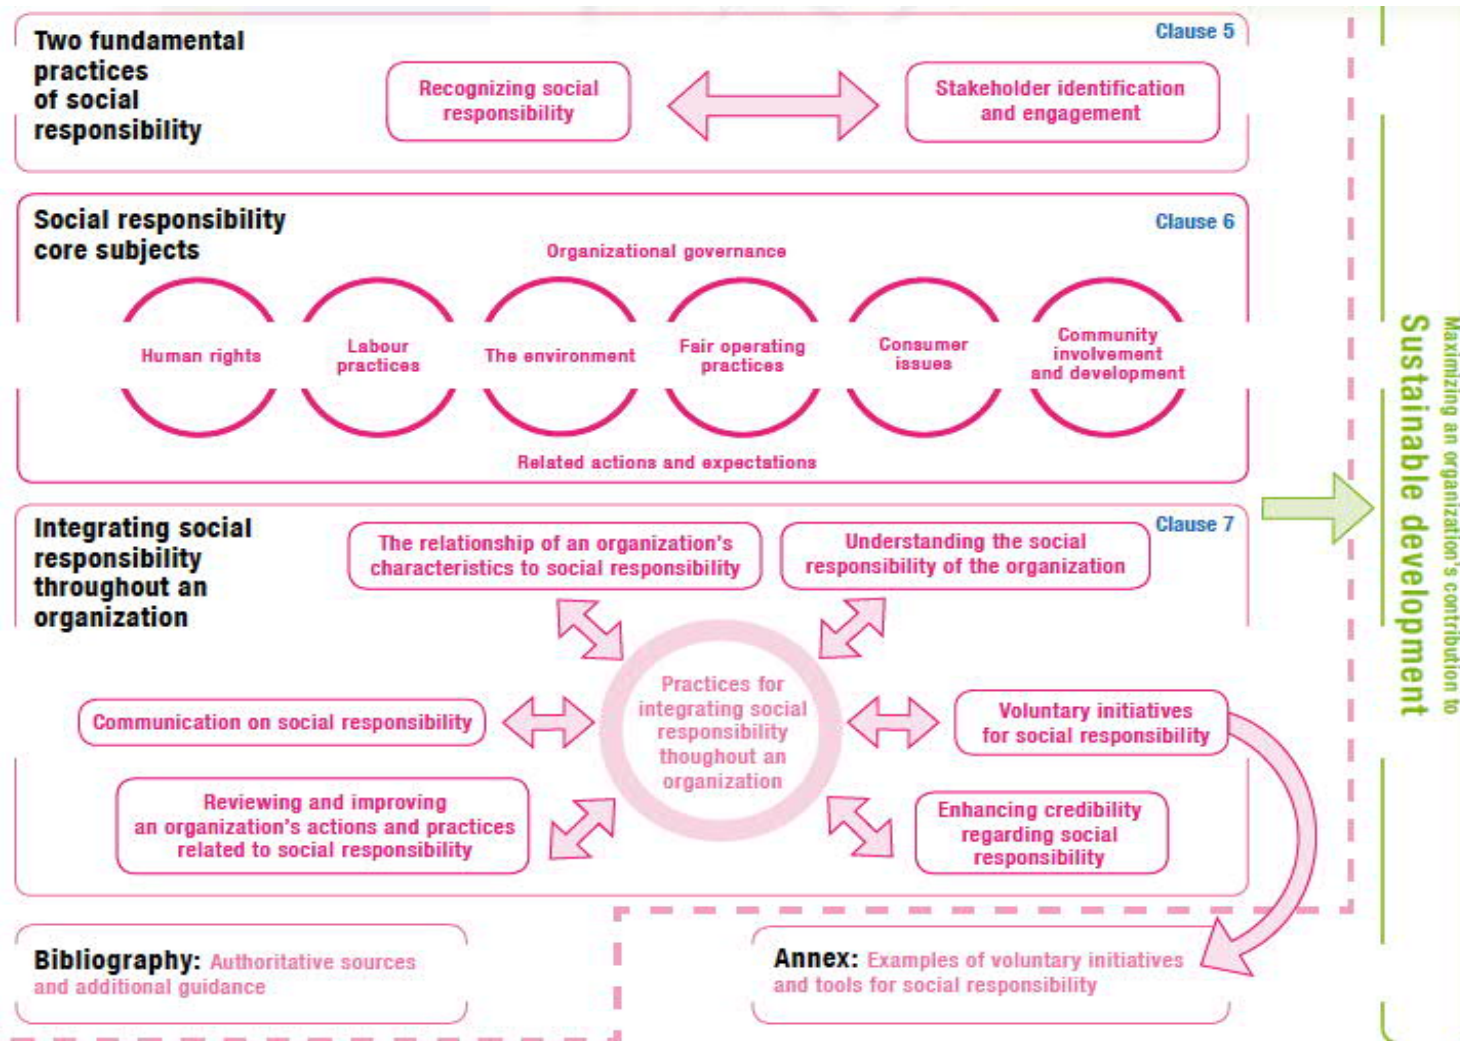 Two fundamental
practices
of social
responsibility
Clause 5
Recognizing social
responsibility
Stakeholder identification
and engagement
Social responsibility
core subjects
Clause 6
Organizational governance
Human rights
Labour
practices
The environment
Fair operating
practices
Consumer
issues
Community
involvement
and development
Related actions and expectations
Integrating social
responsibility
throughout an
organization
Clause 7
The relationship of an organization's
characteristics to social responsibility
Understanding the social
responsibility of the organization
Practices for
integrating social
responsibility
thoughout an
organization
Communication on social responsibility
Voluntary initiatives
for social responsibility
Reviewing and improving
an organization's actions and practices
related to social responsibility
Enhancing credibility
regarding social
responsibility
Bibliography: Authoritative sources
and additional guidance
Annex: Examples of voluntary initiatives
and tools for social responsibility
Maximizing an organization's contribution to
Sustainable development